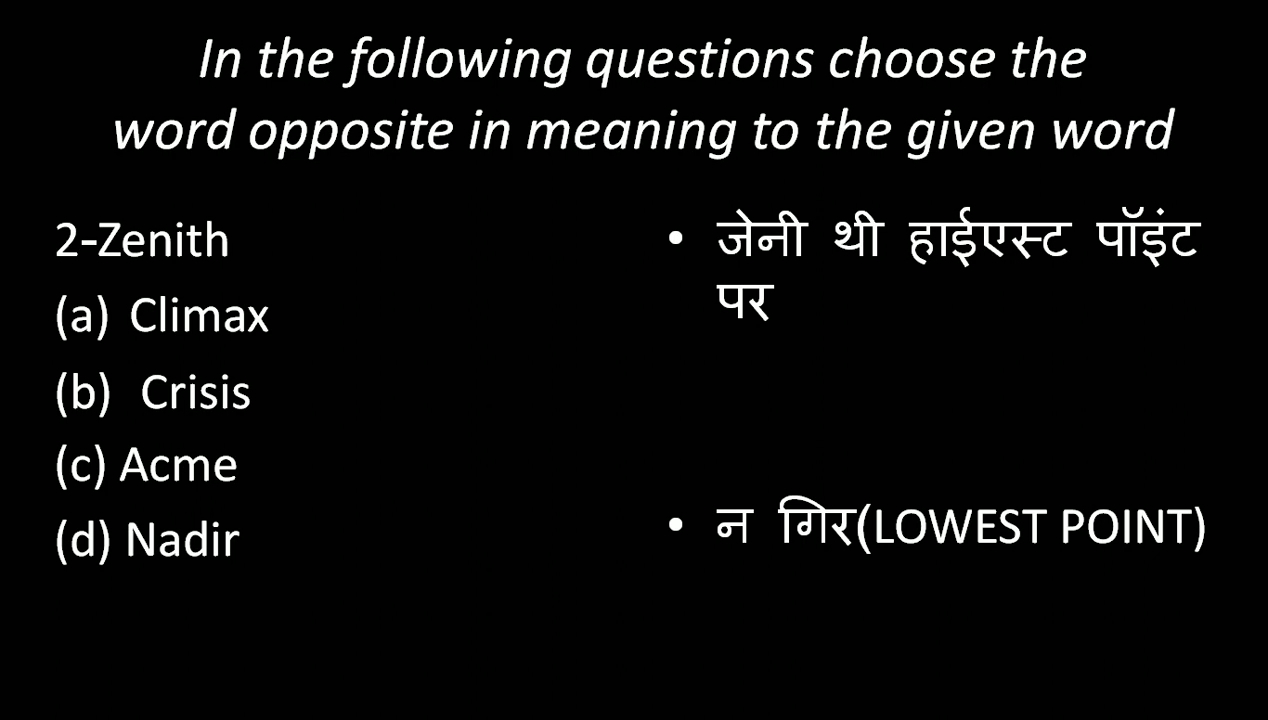 In the following questions choose the
word opposite in meaning to the given word
2-Zenith
(a) Climax
(b) Crisis
(c) Acme
(d) Nadir
• जेनी थी हाईएस्ट पॉइंट
पर
• न गिर(LOWEST POINT)